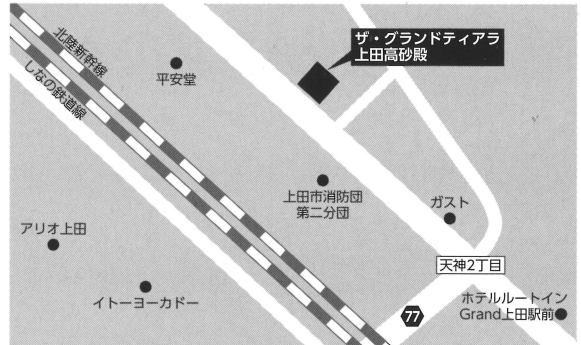 ザ・グランドティアラ
上田高砂殿
北陸新幹線
しなの鉄道線
平安堂
上田市消防団
第二分団
ガスト
アリオ上田
天神2丁目
イトーヨーカドー
77
ホテルルートイン
Grand上田駅前